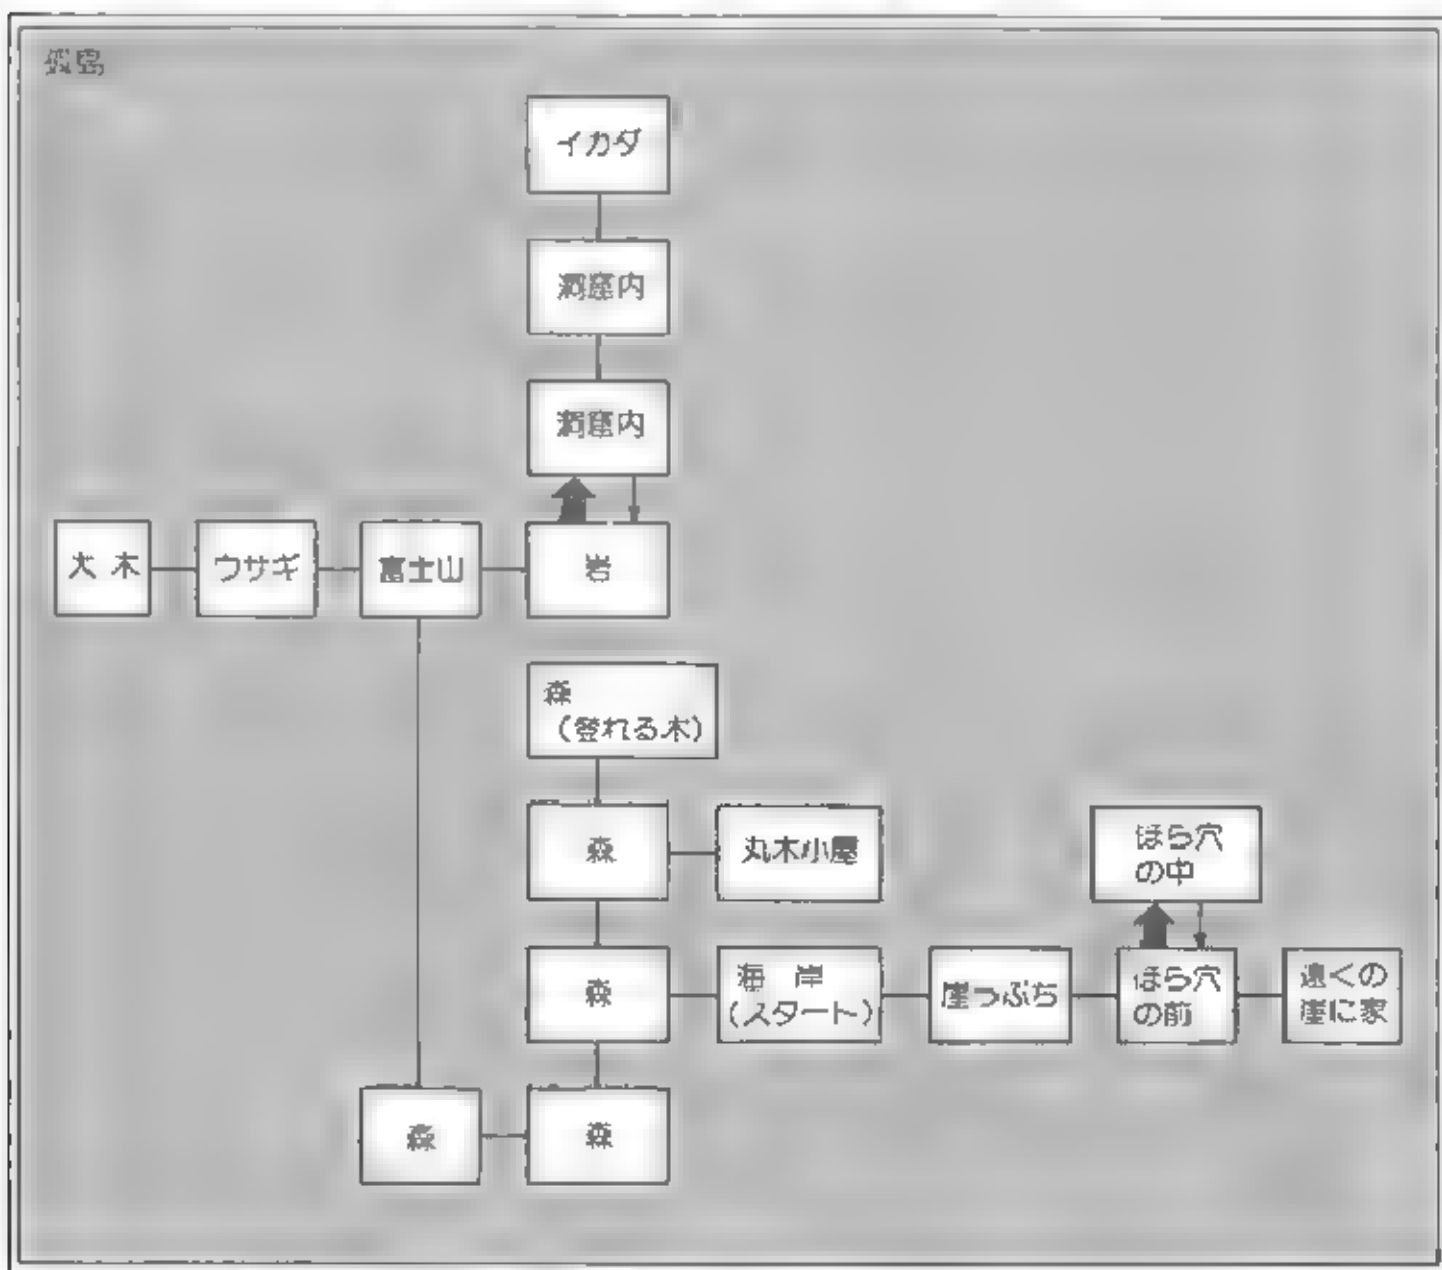 孤島
イカダ
洞窟内
洞窟内
大木
ウサギ
富士山
岩
森
(登れる木)
森
丸木小屋
ほら穴
の中
森
海岸
(スタート)
崖っぷち
ほら穴
の前
遠くの
崖に家
森
森